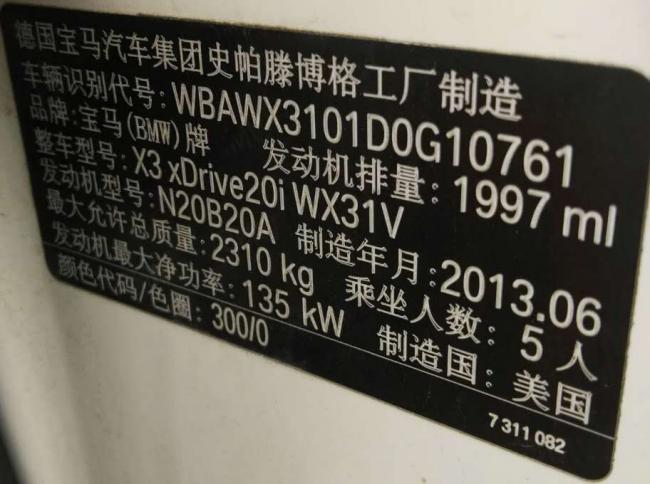 德国宝马汽车集团史帕滕博格工厂制造
车辆识别代号: WBAWX3101D0G10761
品牌: 宝马(BMW)牌 发动机排量: 1997 ml
整车型号: X3 xDrive20i WX31V
发动机型号: N20B20A 制造年月: 2013.06
最大允许总质量: 2310 kg 乘坐人数: 5 人
发动机最大净功率: 135 kW 制造国: 美国
颜色代码/色圈: 300/0
7 311 082